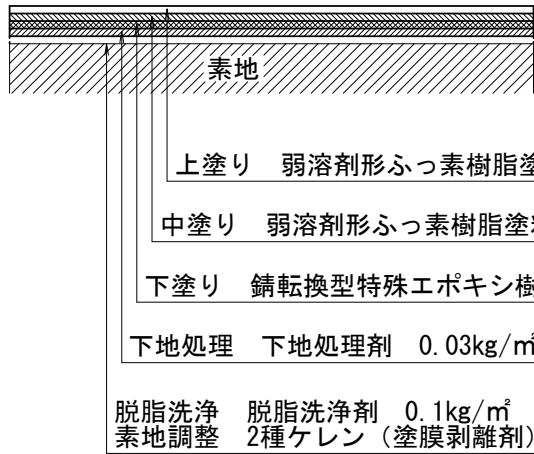 素地
上塗り　弱溶剤形ふっ素樹脂塗
中塗り　弱溶剤形ふっ素樹脂塗料
下塗り　錆転換型特殊エポキシ樹
下地処理　下地処理剤　0.03kg/㎡
脱脂洗浄　脱脂洗浄剤　0.1kg/㎡
素地調整　2種ケレン（塗膜剥離剤）